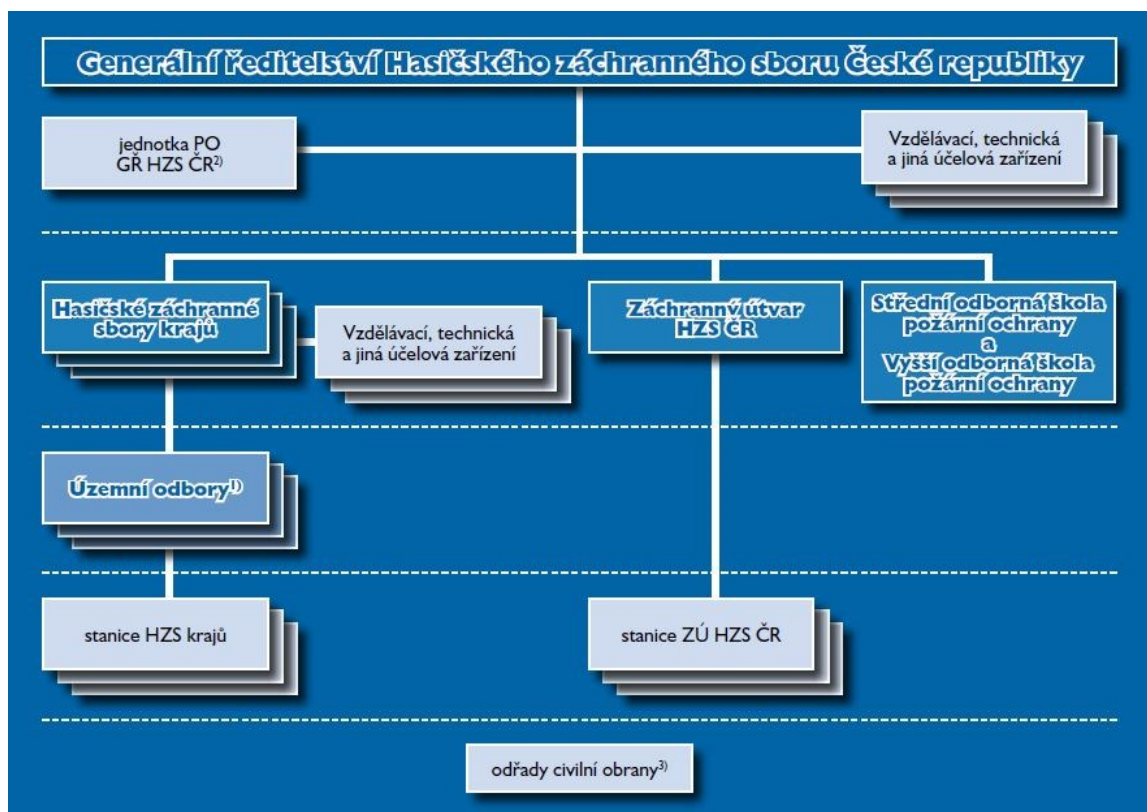 Generální ředitelství Hasičského záchranného sboru České republiky
jednotka PO
GŘ HZS ČR2)
Vzdělávací, technická
a jiná účelová zařízení
Hasičské záchranné
sbory krajů
Vzdělávací, technická
a jiná účelová zařízení
Záchranný útvar
HZS ČR
Střední odborná škola
požární ochrany
a
Vyšší odborná škola
požární ochrany
Územní odbory1)
stanice HZS krajů
stanice ZÚ HZS ČR
odřady civilní obrany3)